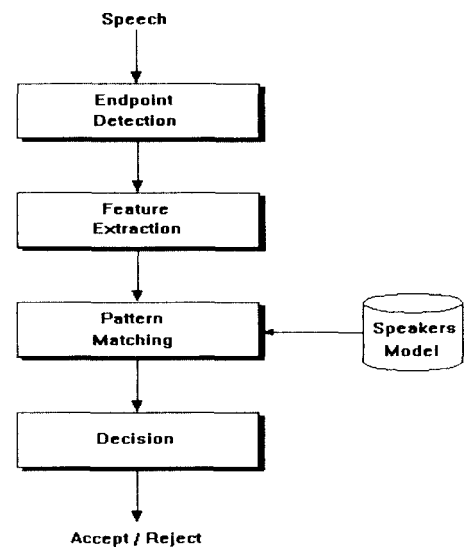 Speech
Endpoint
Detection
Feature
Extraction
Pattern
Matching
Speakers
Model
Decision
Accept / Reject